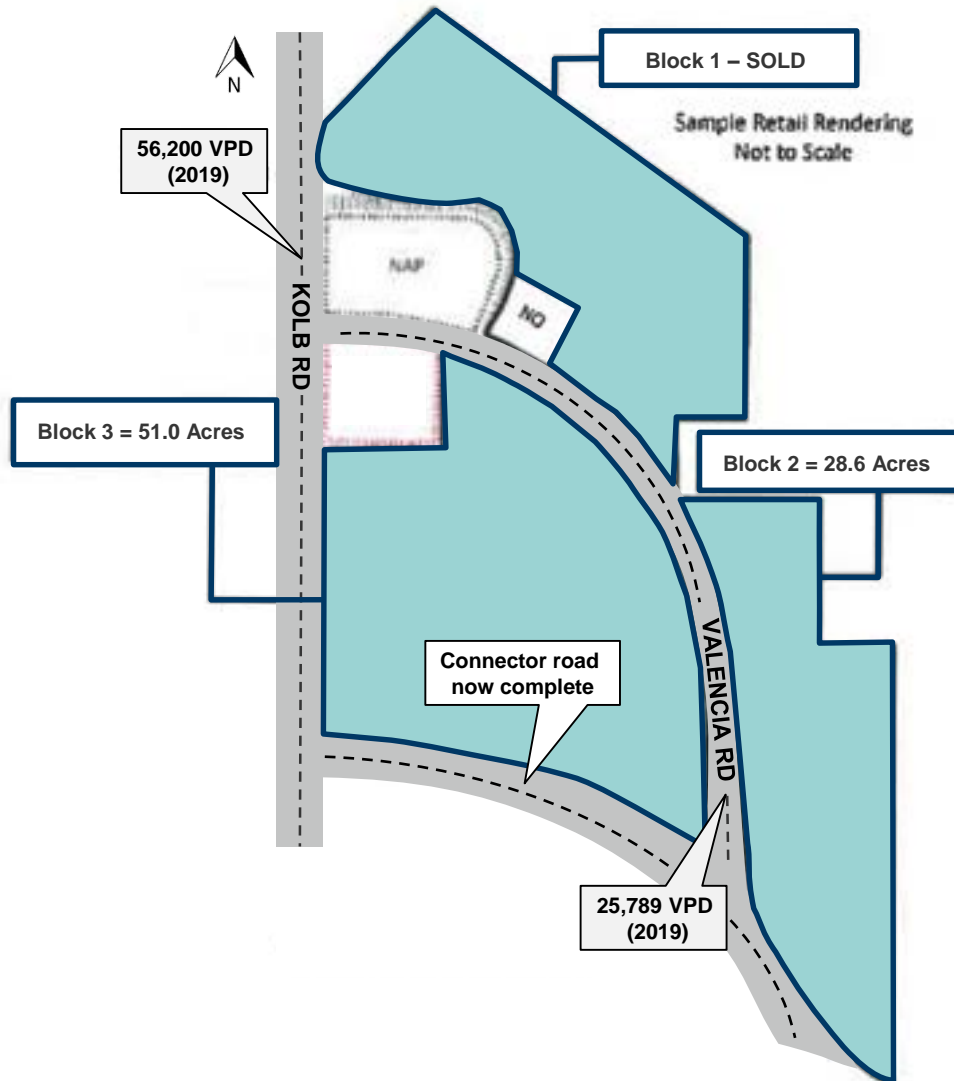 Block 1 – SOLD
Sample Retail Rendering
Not to Scale
N
56,200 VPD
(2019)
NAP
NO
KOLB RD
Block 3 = 51.0 Acres
Block 2 = 28.6 Acres
VALENCIA RD
Connector road
now complete
25,789 VPD
(2019)